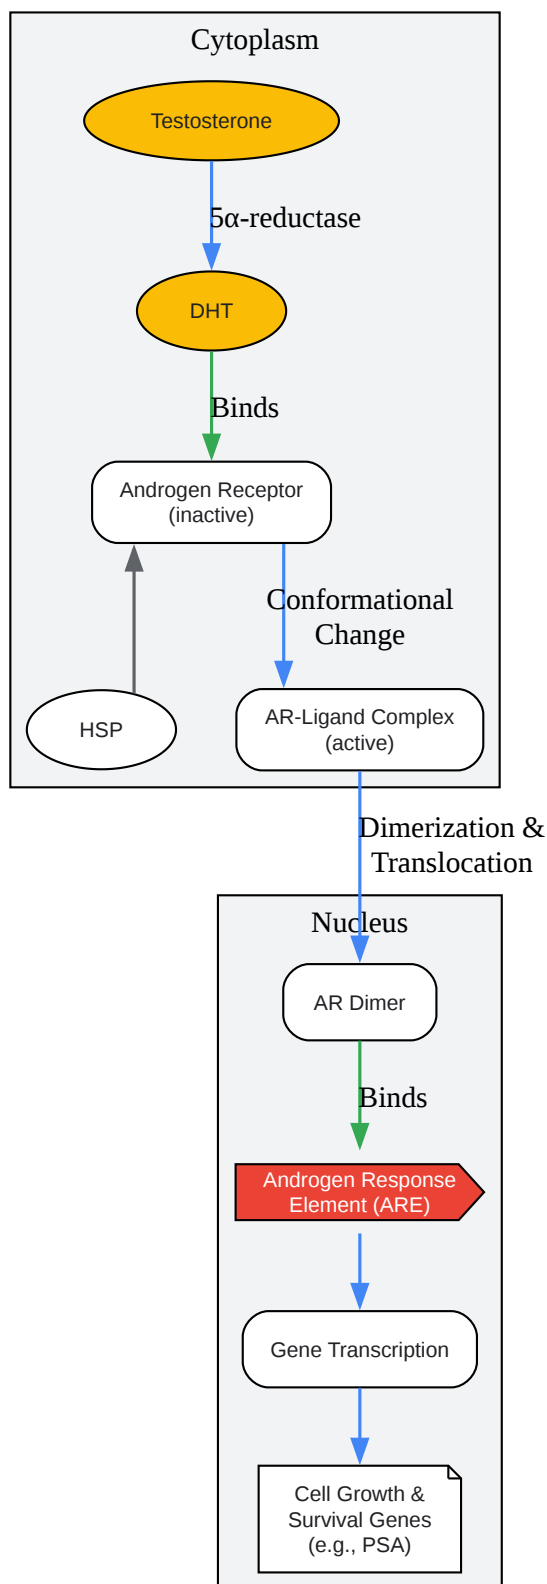 Cytoplasm
Testosterone
5α-reductase
DHT
Binds
Androgen Receptor
(inactive)
Conformational
Change
HSP
AR-Ligand Complex
(active)
Dimerization &
Translocation
Nucleus
AR Dimer
Binds
Androgen Response
Element (ARE)
Gene Transcription
Cell Growth &
Survival Genes
(e.g., PSA)